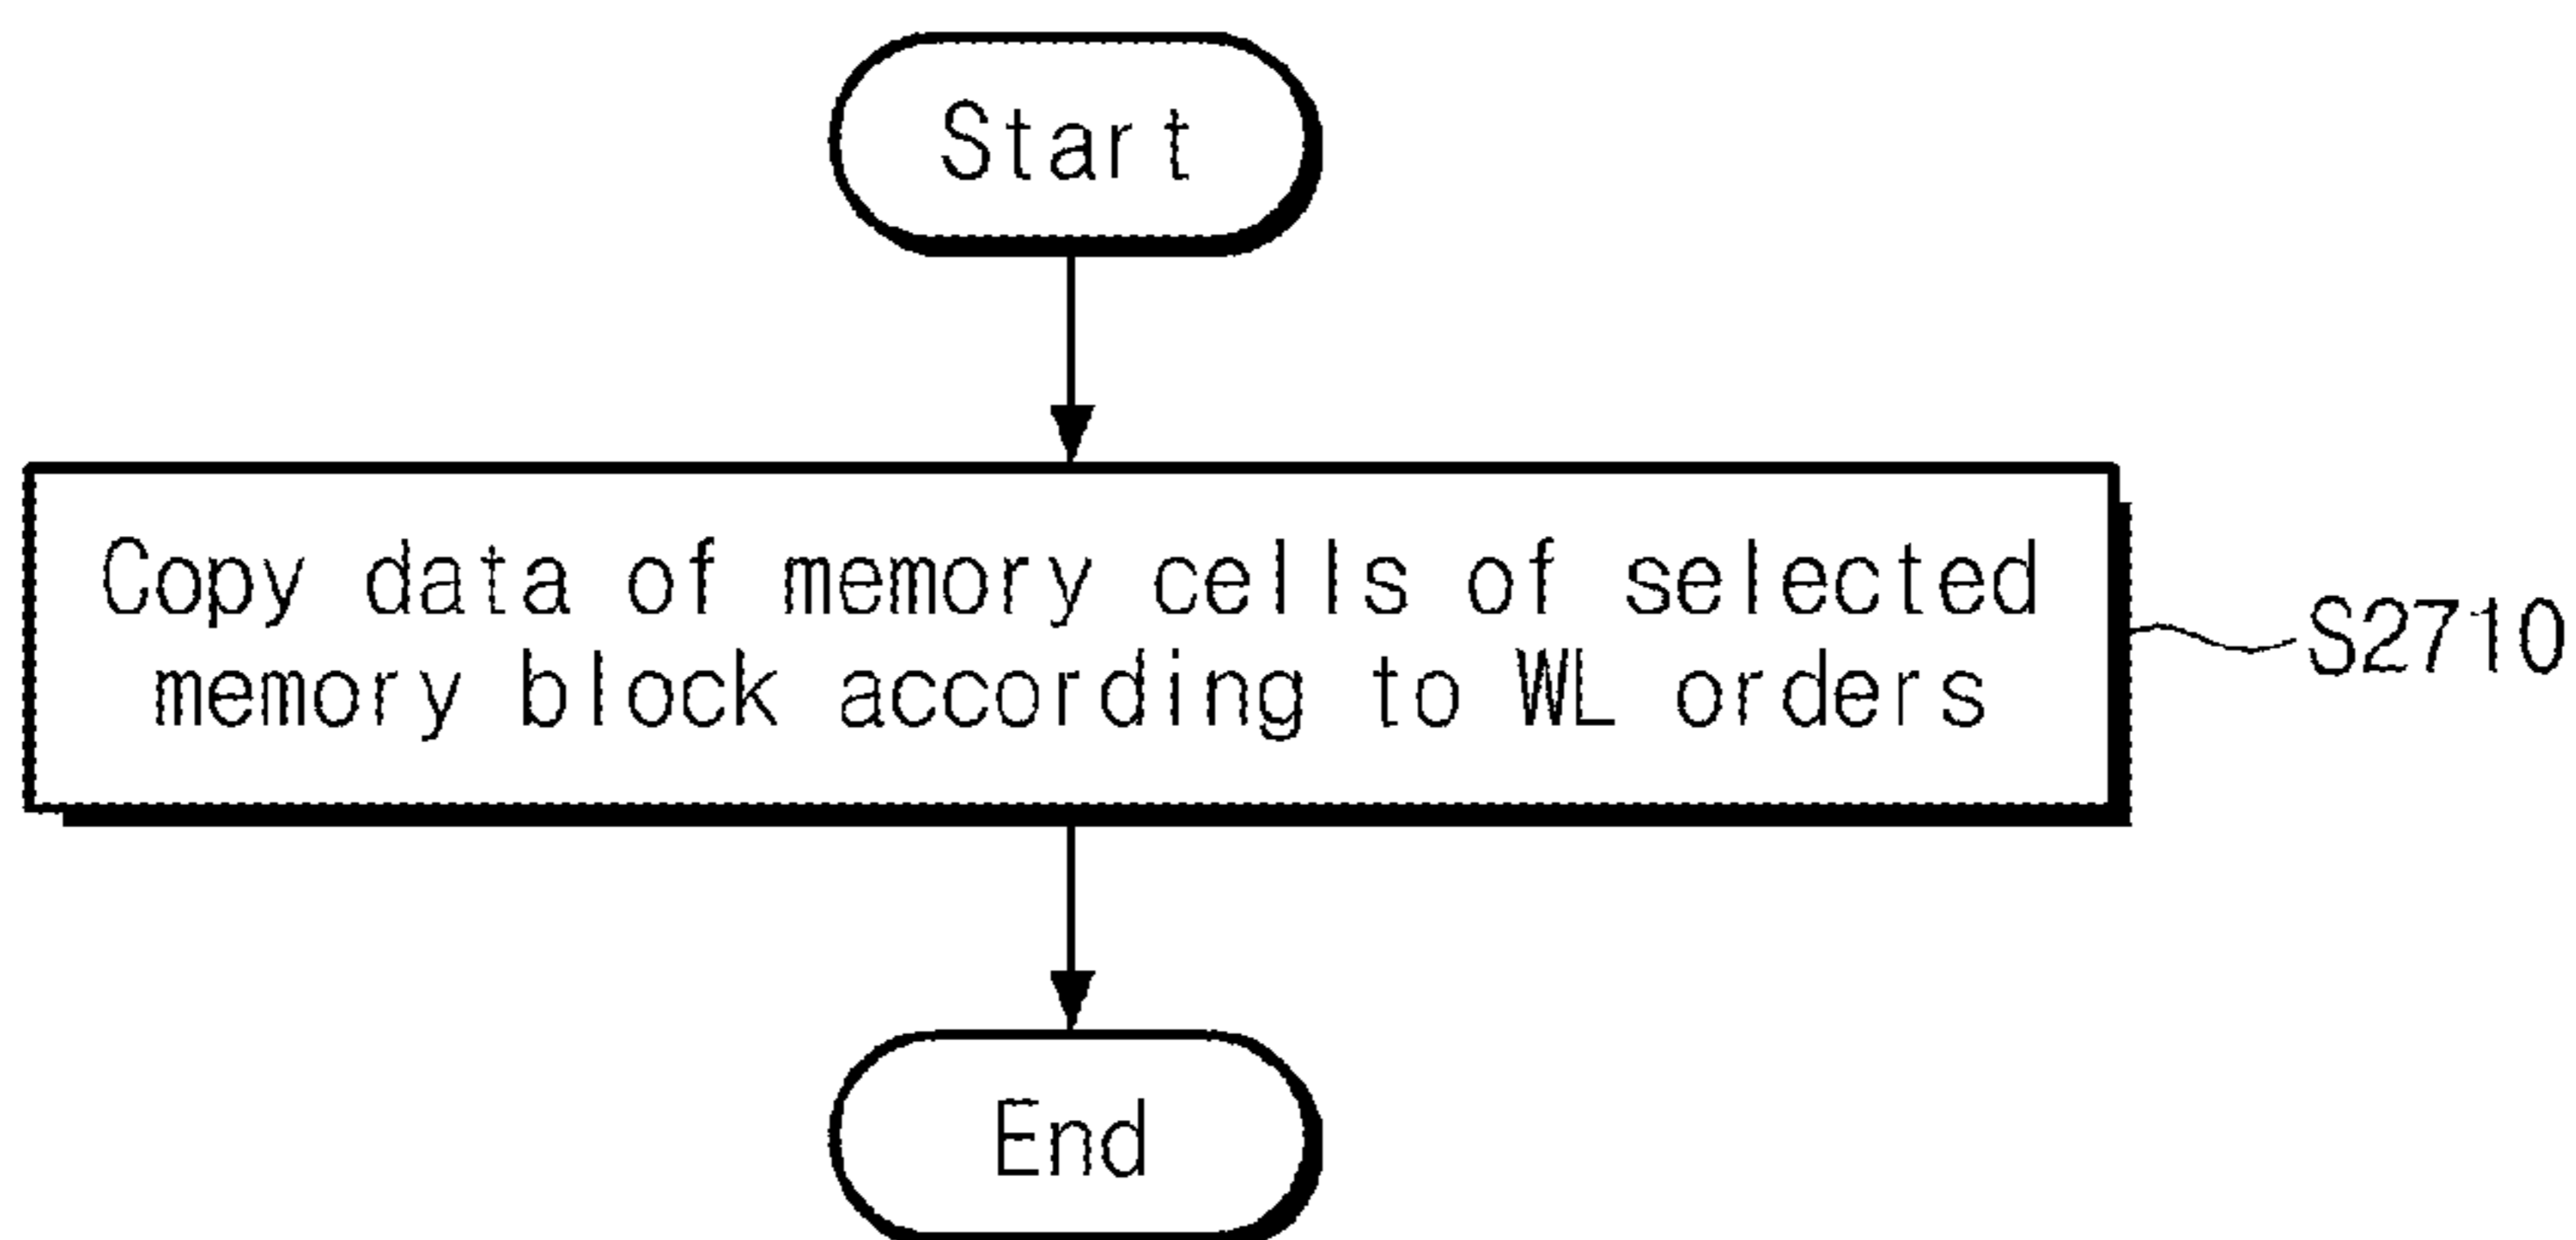 Start
Copy data of memory cells of selected
memory block according to WL orders
S2710
End